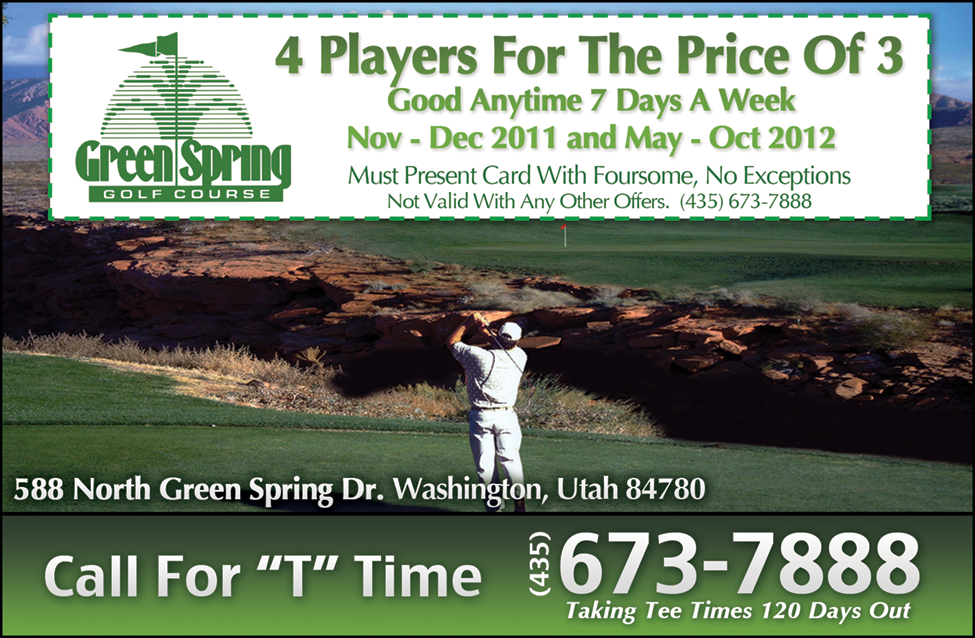 4 Players For The Price Of 3
Good Anytime 7 Days A Week
Nov - Dec 2011 and May - Oct 2012
Must Present Card With Foursome, No Exceptions
Not Valid With Any Other Offers. (435) 673-7888
Green Spring
GOLF COURSE
588 North Green Spring Dr. Washington, Utah 84780
Call For “T” Time
(435) 673-7888
Taking Tee Times 120 Days Out